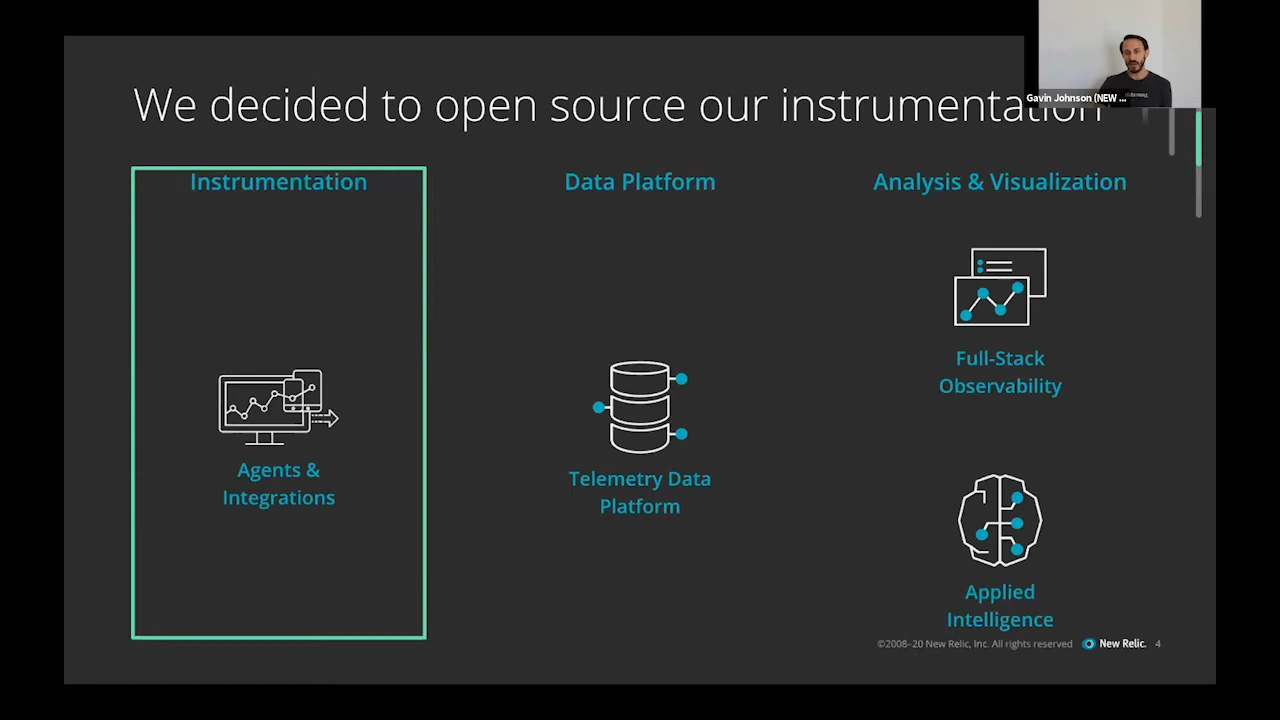 We decided to open source our instrumentation
Gavin Johnson (NEW ...
Instrumentation
Data Platform
Analysis & Visualization
Agents &
Integrations
Telemetry Data
Platform
Full-Stack
Observability
Applied
Intelligence
©2008-20 New Relic, Inc. All rights reserved
New Relic.
4